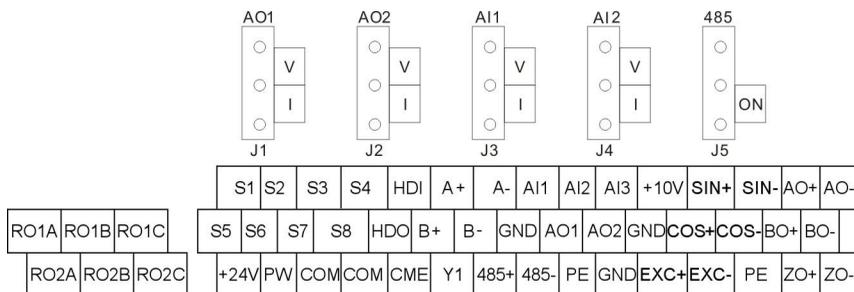 AO1 AO2 AI1 AI2 485
V V V V
I I I I ON
J1 J2 J3 J4 J5
S1 S2 S3 S4 HDI A+ A- AI1 AI2 AI3 +10V SIN+ SIN- AO+ AO-
RO1A RO1B RO1C S5 S6 S7 S8 HDO B+ B- GND AO1 AO2 GND COS+ COS- BO+ BO-
RO2A RO2B RO2C +24V PW COM COM CME Y1 485+ 485- PE GND EXC+ EXC- PE ZO+ ZO-